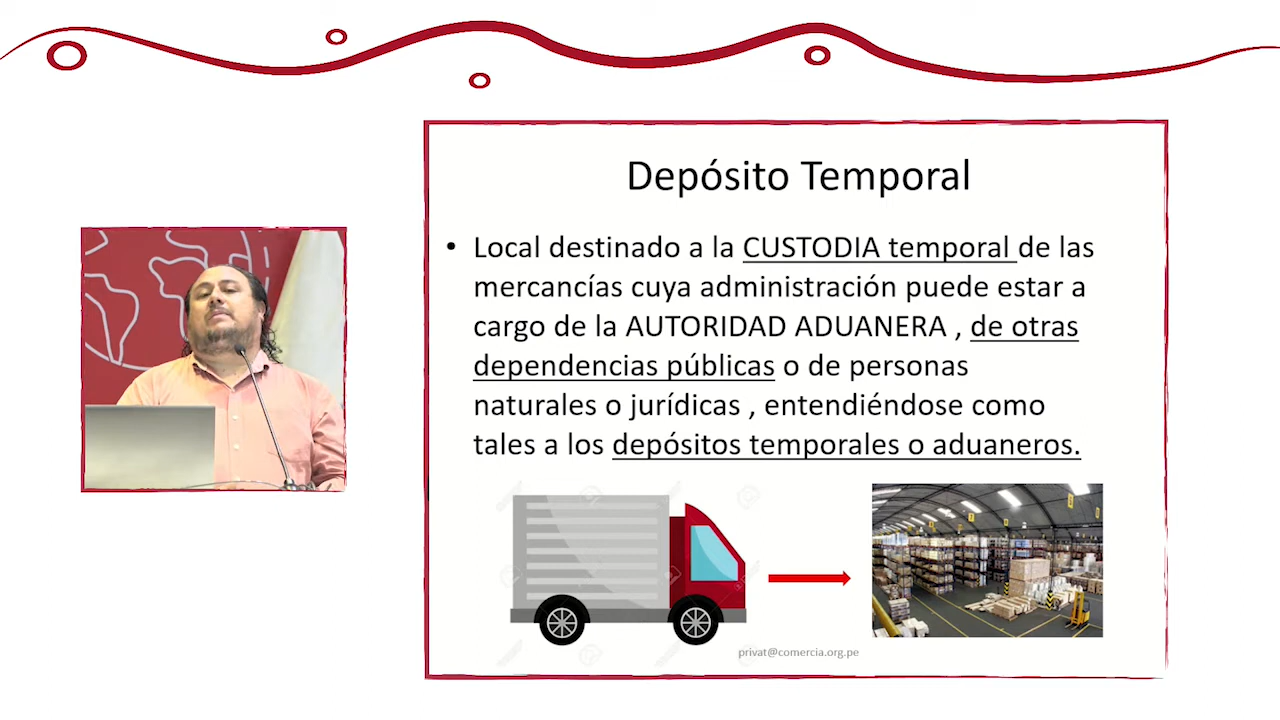 Depósito Temporal
• Local destinado a la CUSTODIA temporal de las
mercancías cuya administración puede estar a
cargo de la AUTORIDAD ADUANERA , de otras
dependencias públicas o de personas
naturales o jurídicas , entendiéndose como
tales a los depósitos temporales o aduaneros.
privat@comercia.org.pe